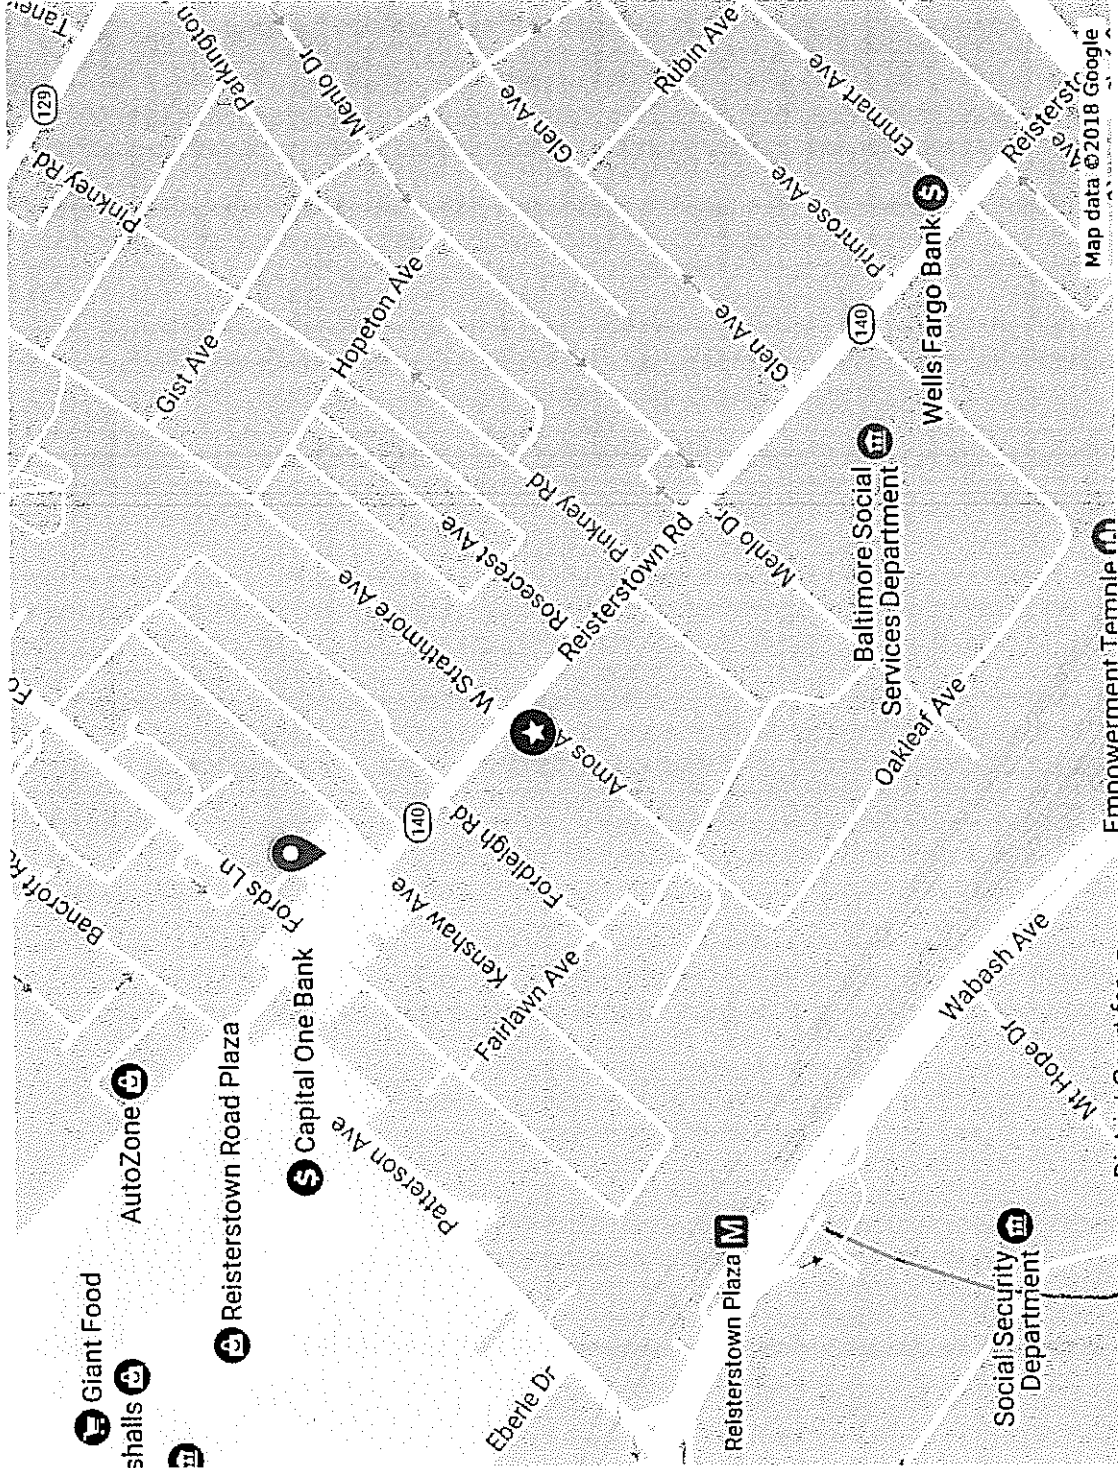 Giant Food
shalls
AutoZone
Reisterstown Road Plaza
Capital One Bank
Patterson Ave
Eberle Dr
Bancroft
Fords Ln
Pinkney Rd
129
Parkington
Gist Ave
Menlo Dr
Hopeton Ave
W Strathmore Ave
Rosecrest Ave
Pinkney Rd
140
Kenshaw Ave
Fordleigh Rd
Fairlawn Ave
Amos A
Reisterstown Rd
Menlo Dr
Glen Ave
Glen Ave
Rubin Ave
Primrose Ave
Emmart Ave
140
Wells Fargo Bank
Baltimore Social
Services Department
Oakleaf Ave
Reisterst
Ave
Reisterstown Plaza
M
Wabash Ave
Mt Hope Dr
Social Security
Department
Empowerment Temple
Map data ©2018 Google